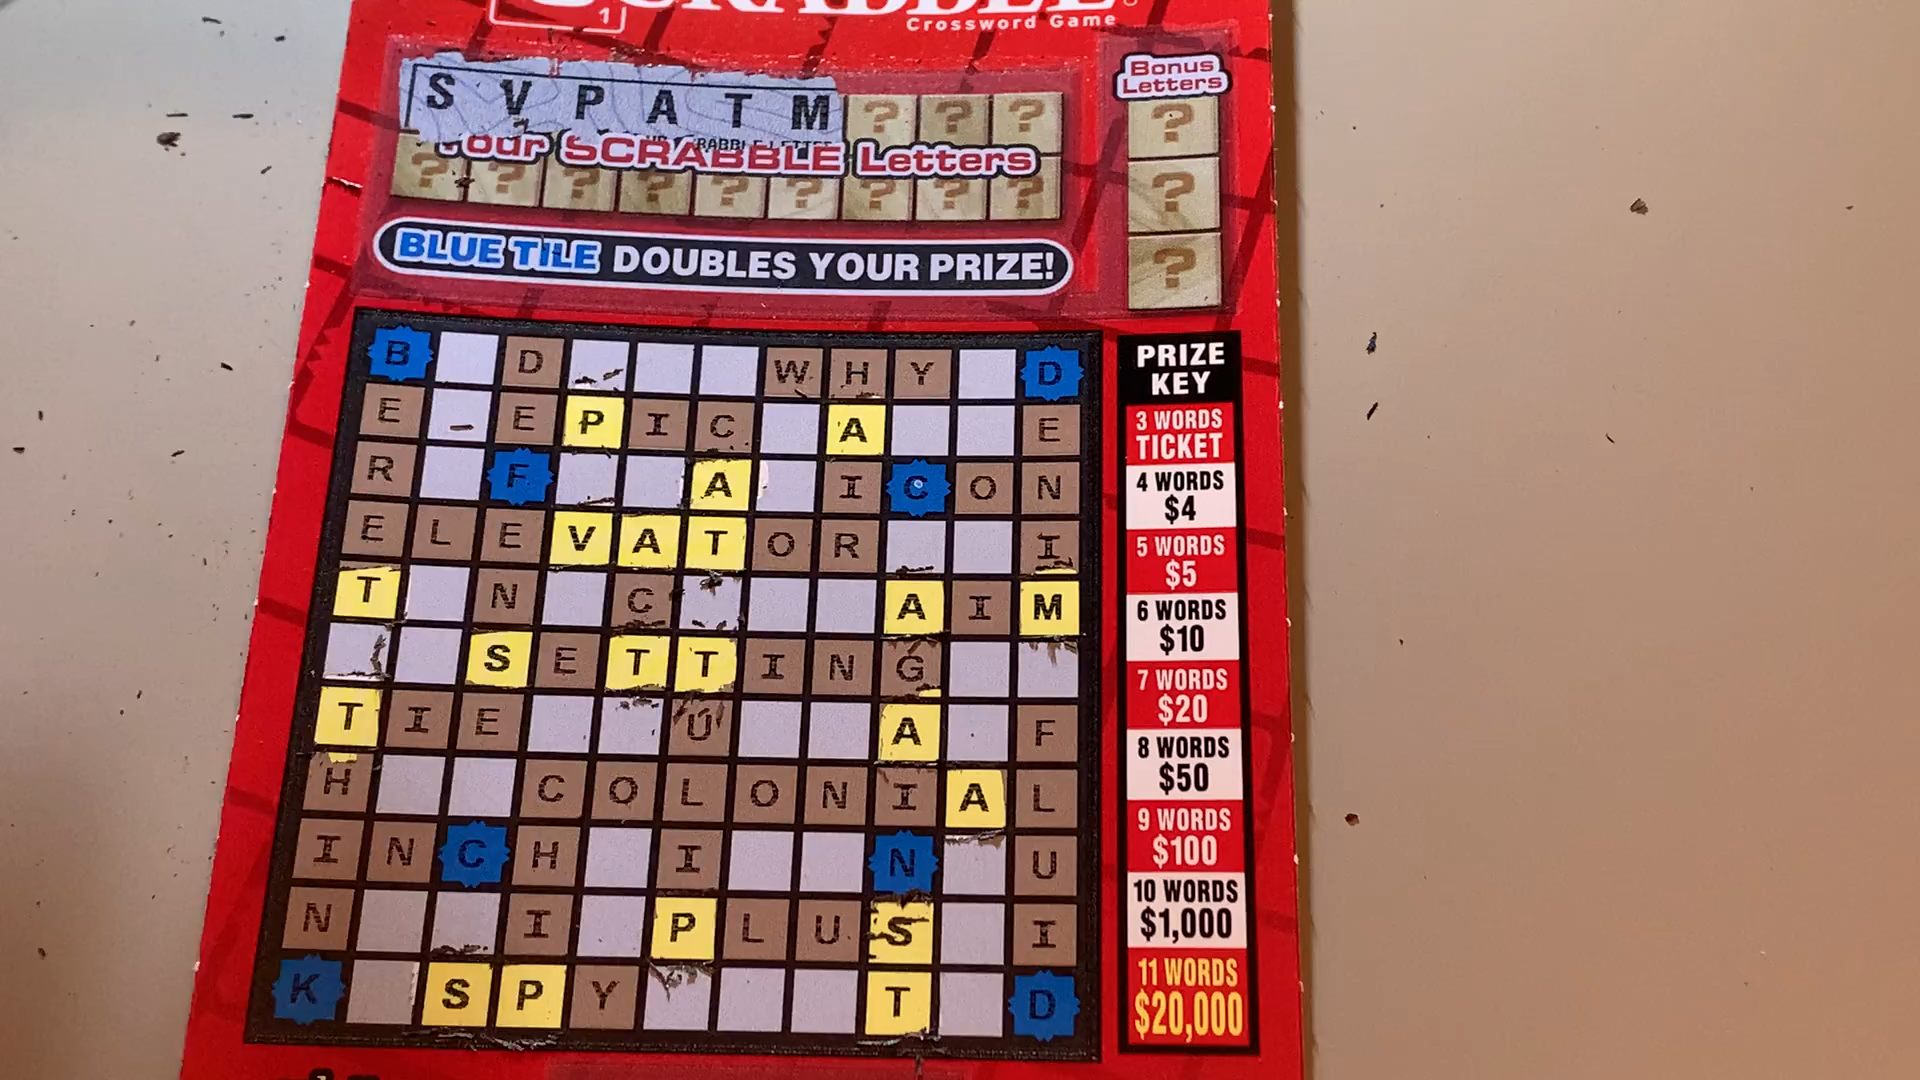 1
Crossword Game
S V P A T M ? ? ?
Your SCRABBLE Letters
? ? ? ? ? ? ? ? ?
Bonus
Letters
?
?
?
BLUE TILE DOUBLES YOUR PRIZE!
B D W H Y D
E E P I C A E
R F A I C O N
E L E V A T O R I
T N C A I M
S E T T I N G
T I E U A F
H C O L O N I A L
I N C H I N U
N I P L U S I
K S P Y T D
PRIZE
KEY
3 WORDS
TICKET
4 WORDS
$4
5 WORDS
$5
6 WORDS
$10
7 WORDS
$20
8 WORDS
$50
9 WORDS
$100
10 WORDS
$1,000
11 WORDS
$20,000